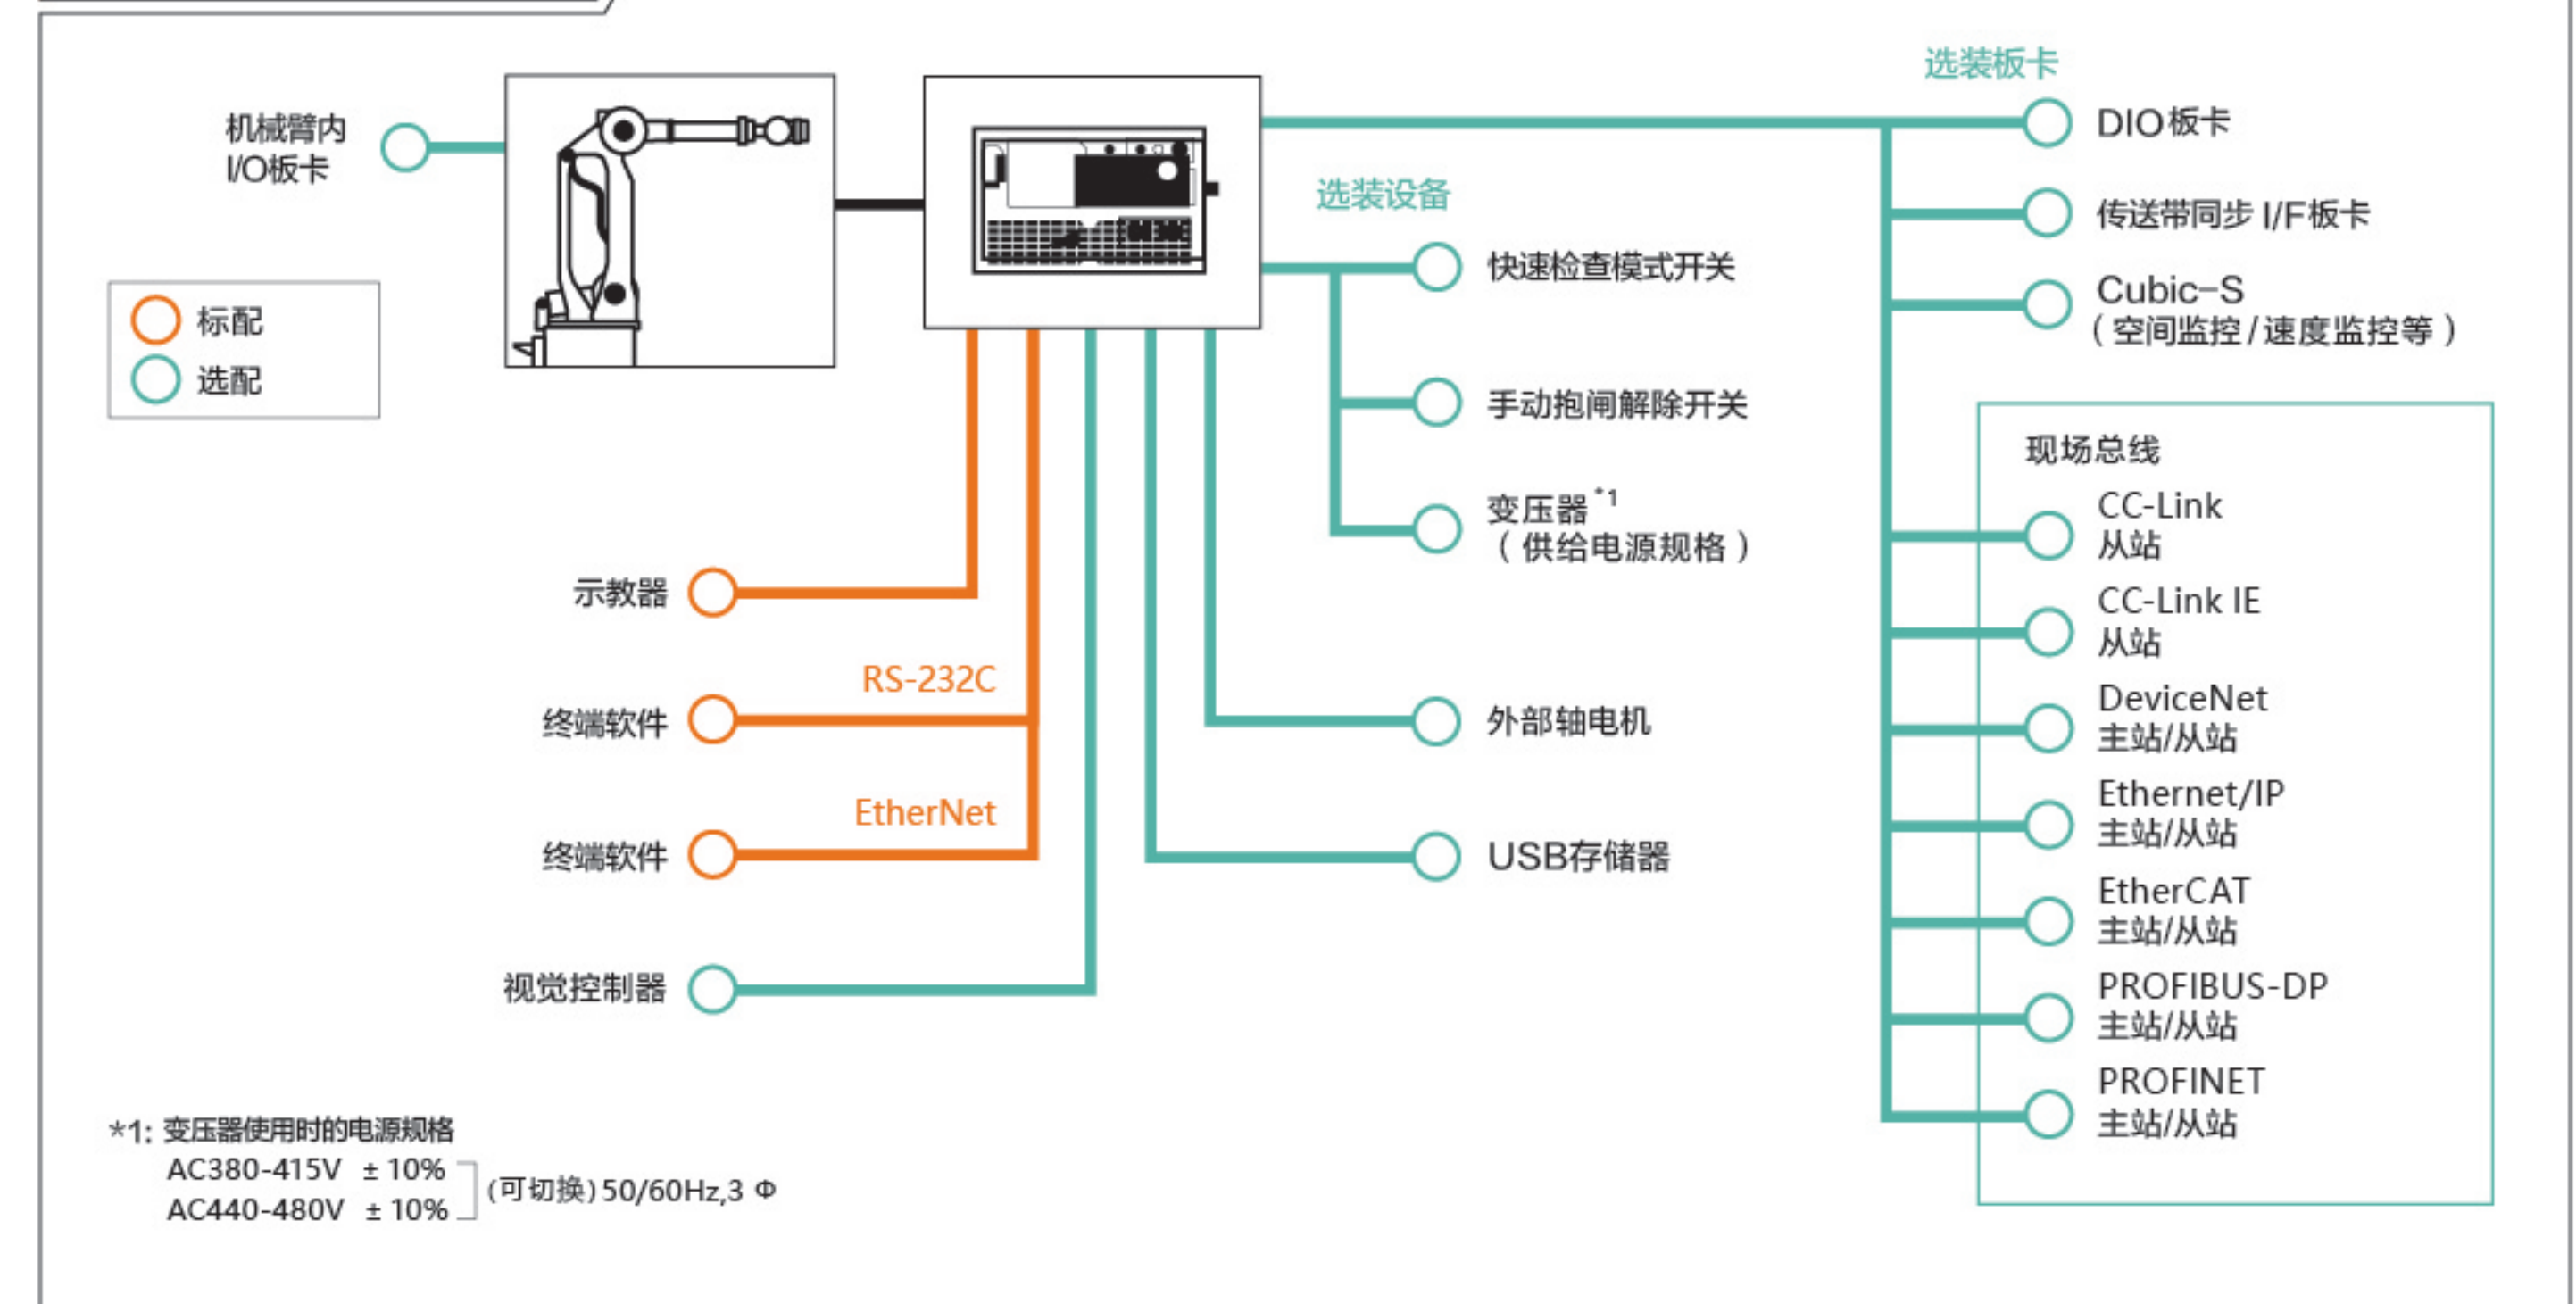 机械臂内
I/O板卡
标配
选配
示教器
RS-232C
终端软件
EtherNet
终端软件
视觉控制器
选装设备
快速检查模式开关
手动抱闸解除开关
变压器*1
（供给电源规格）
外部轴电机
USB存储器
选装板卡
DIO板卡
传送带同步 I/F板卡
Cubic-S
（空间监控/速度监控等）
现场总线
CC-Link
从站
CC-Link IE
从站
DeviceNet
主站/从站
Ethernet/IP
主站/从站
EtherCAT
主站/从站
PROFIBUS-DP
主站/从站
PROFINET
主站/从站
*1: 变压器使用时的电源规格
AC380-415V ± 10%
AC440-480V ± 10%
(可切换)50/60Hz,3 Φ